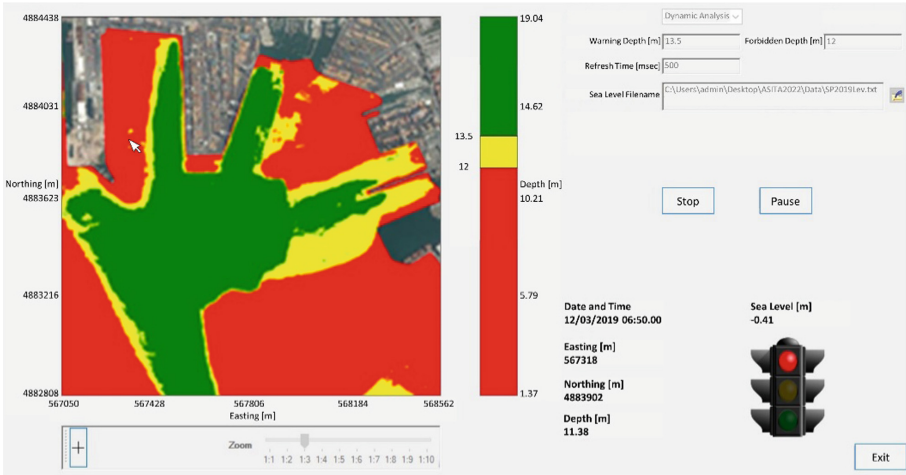 4884438
4884031
Northing [m]
4883623
4883216
4882808
567050 567428 567806 568184 568562
Easting [m]
Zoom
1:1 1:2 1:3 1:4 1:5 1:6 1:7 1:8 1:9 1:10
19.04
14.62
13.5
12
Depth [m]
10.21
5.79
1.37
Dynamic Analysis
Warning Depth [m] 13.5 Forbidden Depth [m] 12
Refresh Time [msec] 500
Sea Level Filename C:\Users\admin\Desktop\ASITA2022\Data\SP2019Lev.txt
Stop Pause
Date and Time
12/03/2019 06:50.00
Sea Level [m]
-0.41
Easting [m]
567318
Northing [m]
4883902
Depth [m]
11.38
Exit